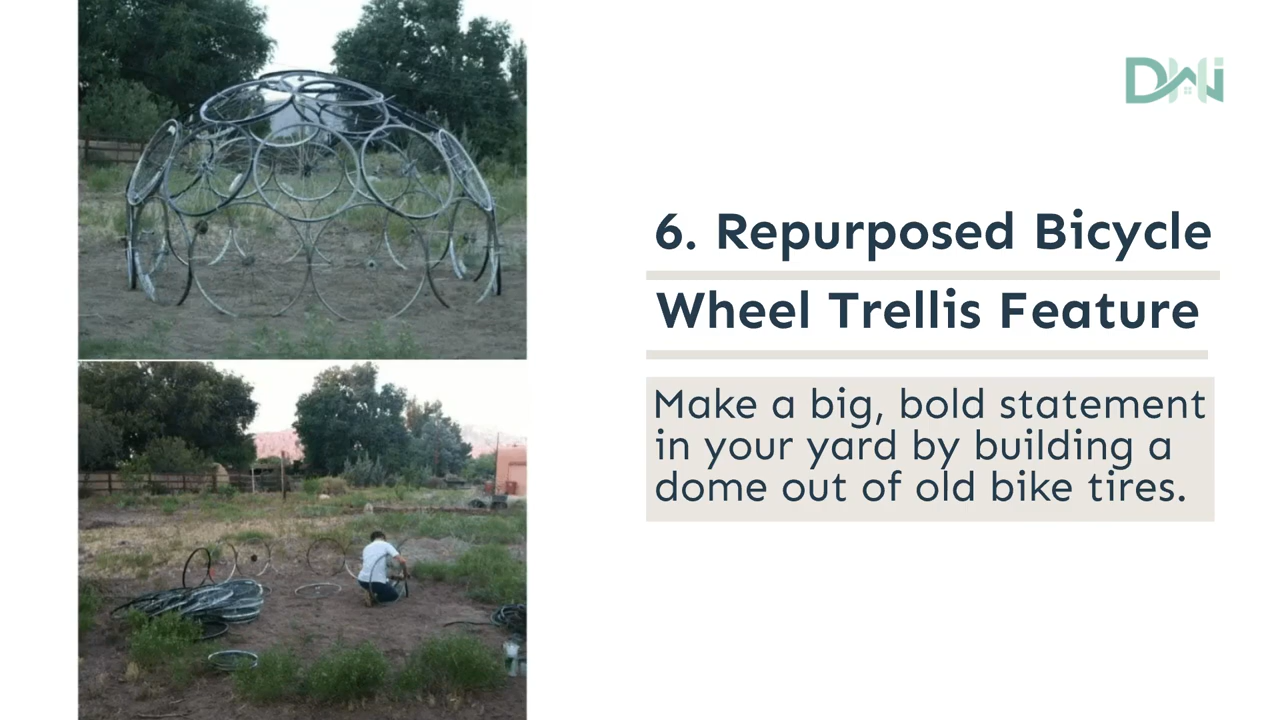 DWi
6. Repurposed Bicycle
Wheel Trellis Feature
Make a big, bold statement
in your yard by building a
dome out of old bike tires.